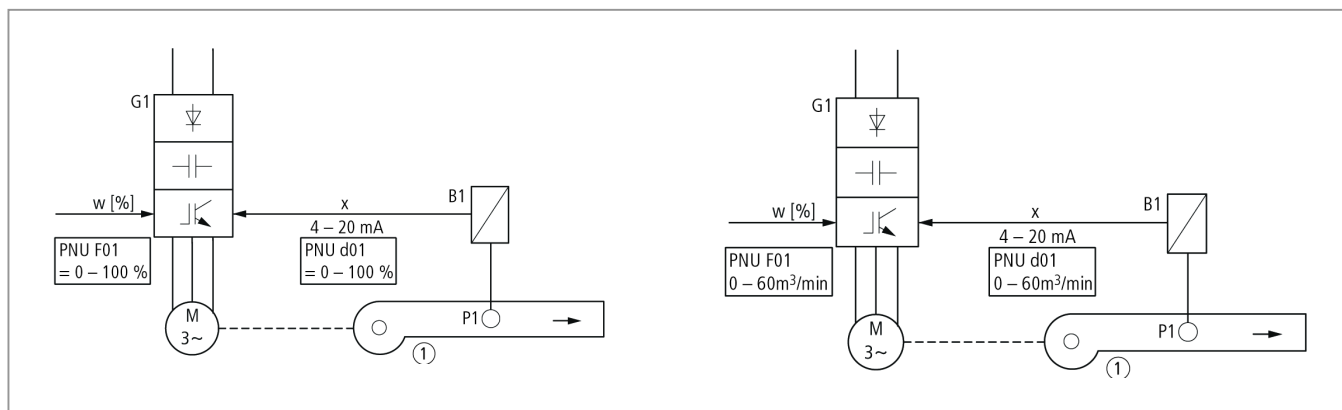 G1
w [%]
PNU F01
= 0 – 100 %
x
4 – 20 mA
PNU d01
= 0 – 100 %
B1
M
3~
P1
1
G1
w [%]
PNU F01
0 – 60m³/min
x
4 – 20 mA
PNU d01
0 – 60m³/min
B1
M
3~
P1
1